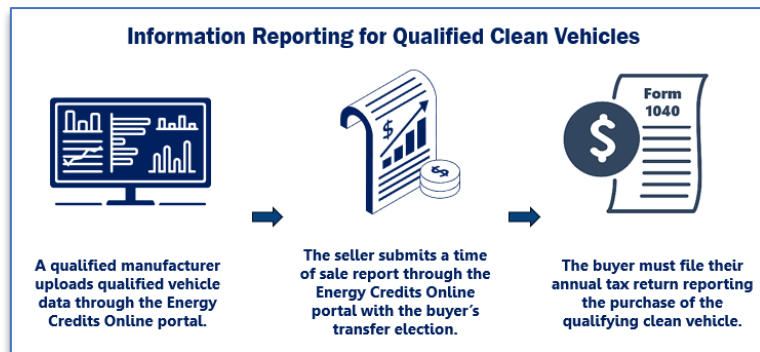 Information Reporting for Qualified Clean Vehicles
$
$
$
Form
1040
A qualified manufacturer
uploads qualified vehicle
data through the Energy
Credits Online portal.
The seller submits a time
of sale report through the
Energy Credits Online
portal with the buyer´s
transfer election.
The buyer must file their
annual tax return reporting
the purchase of the
qualifying clean vehicle.